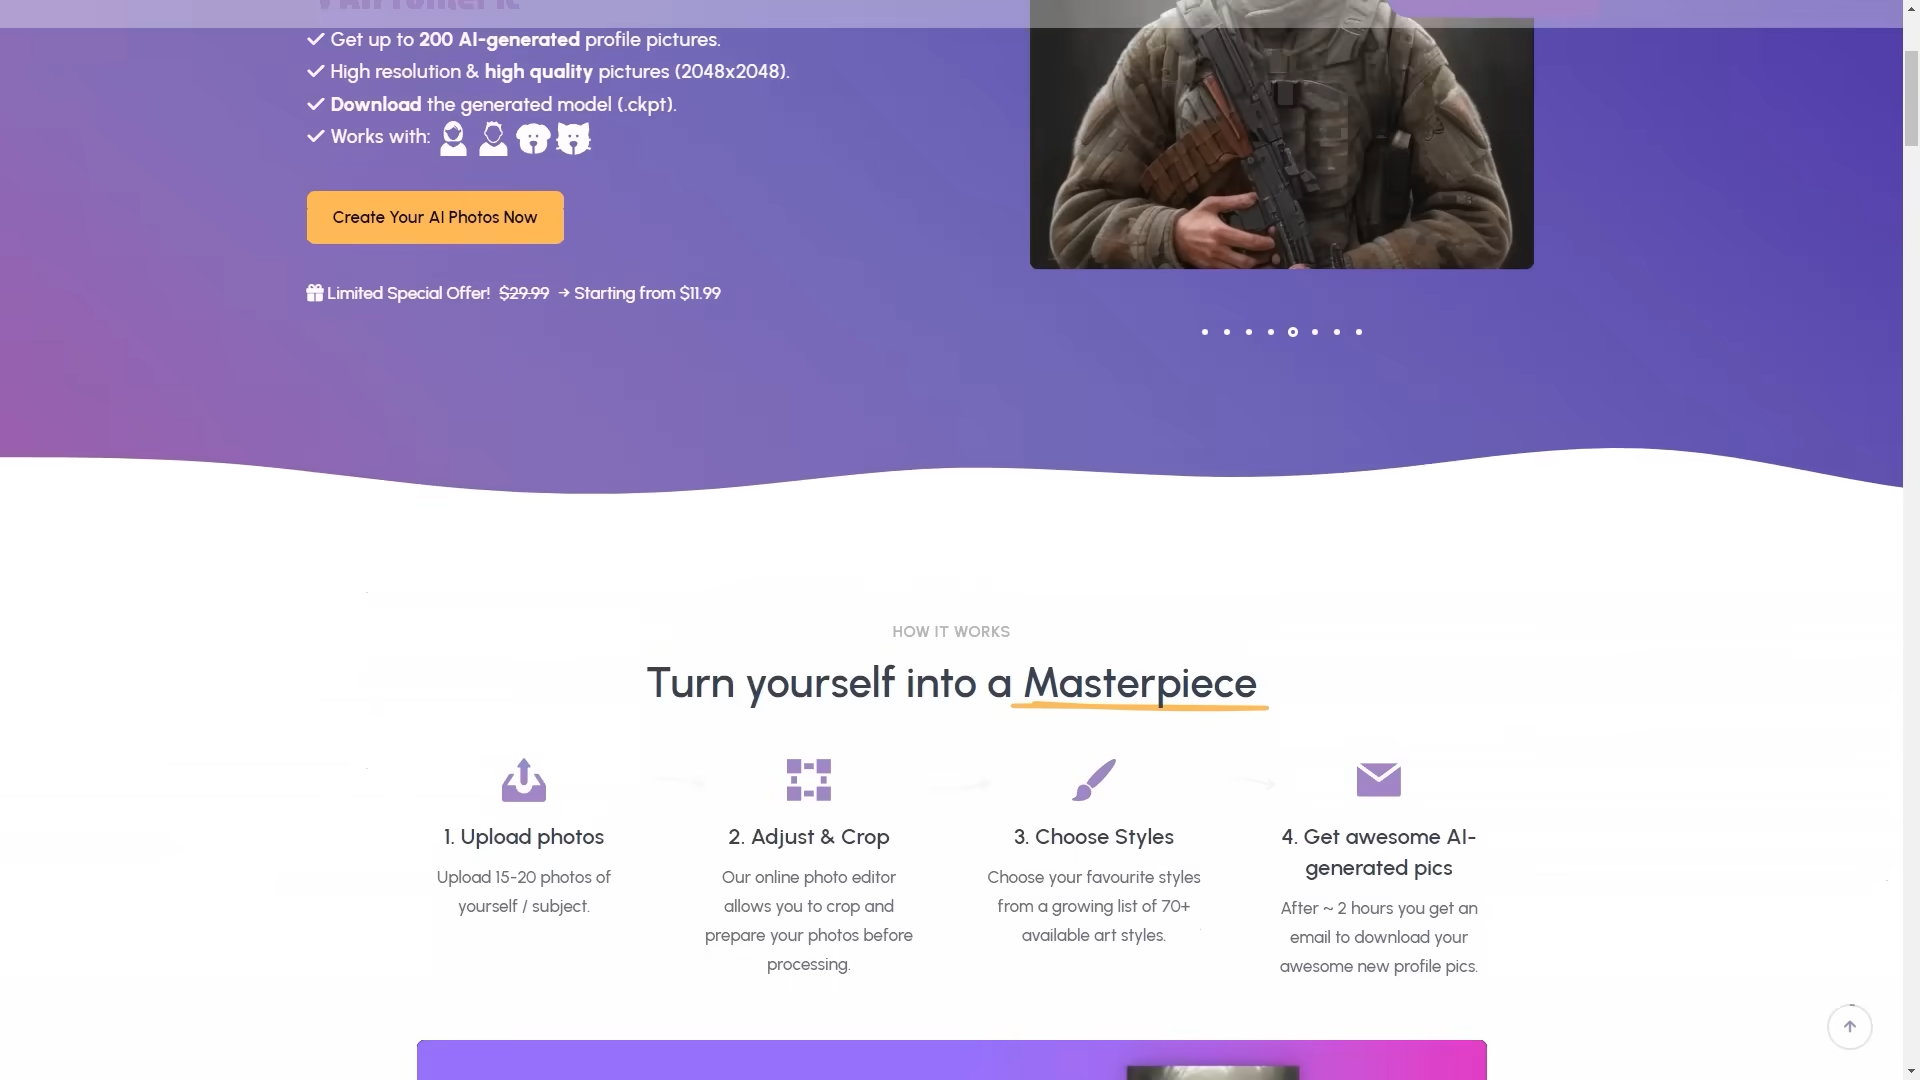 Get up to 200 AI-generated profile pictures.
High resolution & high quality pictures (2048x2048).
Download the generated model (.ckpt).
Works with:
Create Your AI Photos Now
Limited Special Offer! $29.99 → Starting from $11.99
HOW IT WORKS
Turn yourself into a Masterpiece
1. Upload photos
Upload 15-20 photos of
yourself / subject.
2. Adjust & Crop
Our online photo editor
allows you to crop and
prepare your photos before
processing.
3. Choose Styles
Choose your favourite styles
from a growing list of 70+
available art styles.
4. Get awesome AI-
generated pics
After ~ 2 hours you get an
email to download your
awesome new profile pics.